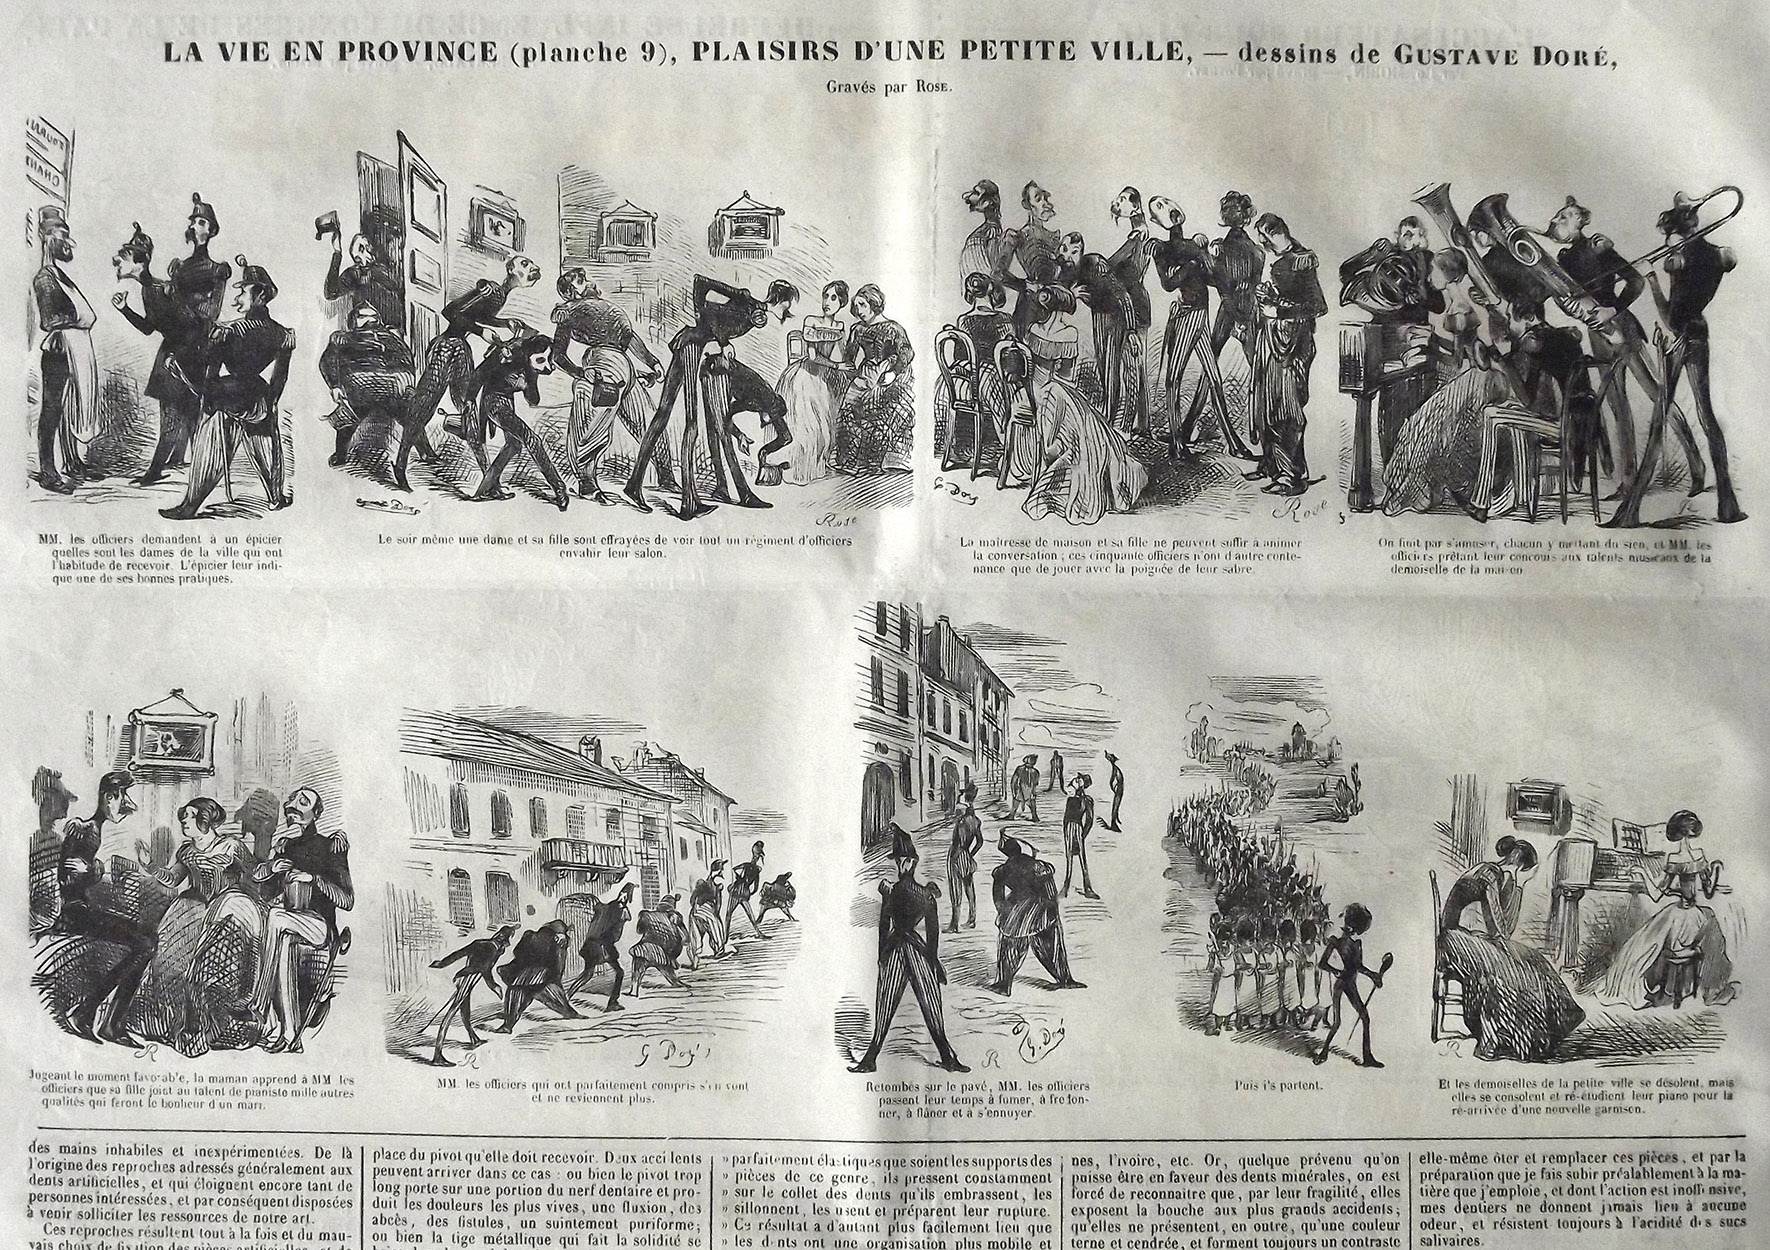 LA VIE EN PROVINCE (planche 9), PLAISIRS D'UNE PETITE VILLE, — dessins de GUSTAVE DORÉ,
Gravés par ROSE.
MM. les officiers demandent à un épicier
quelles sont les dames de la ville qui ont
l'habitude de recevoir. L'épicier leur indi-
que une de ses bonnes pratiques.
Le soir même une dame et sa fille sont effrayées de voir tout un régiment d'officiers
envahir leur salon.
La maîtresse de maison et sa fille ne peuvent suffir à animer
la conversation ; ces cinquante officiers n'ont d'autre conte-
nance que de jouer avec la poignée de leur sabre.
On finit par s'amuser, chacun y mettant du sien, et MM. les
officiers prêtant leur concours aux talents musicaux de la
demoiselle de la maison
G. Doré
Rose
G. Doré
Rose
Jugeant le moment favorable, la maman apprend à MM les
officiers que sa fille joint au talent de pianiste mille autres
qualités qui feront le bonheur d'un mari.
MM. les officiers qui ont parfaitement compris s'en vont
et ne reviennent plus.
Retombés sur le pavé, MM. les officiers
passent leur temps à fumer, à fredon-
ner, à flâner et à s'ennuyer.
Puis ils partent.
Et les demoiselles de la petite ville se désolent, mais
elles se consolent et ré-étudient leur piano pour la
ré-arrivée d'une nouvelle garnison.
G Doré
G. Doré
des mains inhabiles et inexpérimentées. De là
l'origine des reproches adressés généralement aux
dents artificielles, et qui éloignent encore tant de
personnes intéressées, et par conséquent disposées
à venir solliciter les ressources de notre art.
Ces reproches résultent tout à la fois et du mau-
vais choix de fixation des pièces artificielles, et de
place du pivot qu'elle doit recevoir. Deux accidents
peuvent arriver dans ce cas : ou bien le pivot trop
long porte sur une portion du nerf dentaire et pro-
duit les douleurs les plus vives, une fluxion, des
abcès, des fistules, un suintement puriforme;
ou bien la tige métallique qui fait la solidité se
» parfaitement élastiques que soient les supports des
» pièces de ce genre, ils pressent constamment
» sur le collet des dents qu'ils embrassent, les
» sillonnent, les usent et préparent leur rupture.
» Ce résultat a d'autant plus facilement lieu que
» les dents ont une organisation plus mobile et
nes, l'ivoire, etc. Or, quelque prévenu qu'on
puisse être en faveur des dents minérales, on est
forcé de reconnaitre que, par leur fragilité, elles
exposent la bouche aux plus grands accidents;
qu'elles ne présentent, en outre, qu'une couleur
terne et cendrée, et forment toujours un contraste
elle-même ôter et remplacer ces pièces, et par la
préparation que je fais subir préalablement à la ma-
tière que j'emploie, et dont l'action est inoffensive,
mes dentiers ne donnent jamais lieu à aucune
odeur, et résistent toujours à l'acidité des sucs
salivaires.